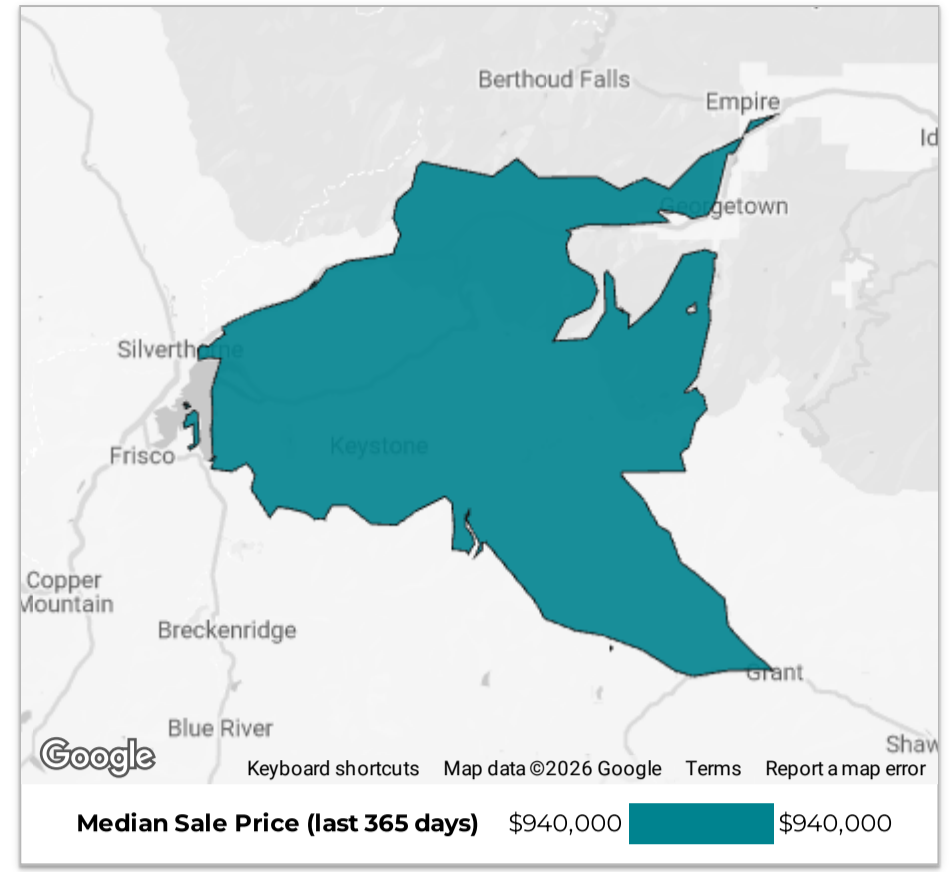 Berthoud Falls
Empire
Id
Georgetown
Silverthorne
Keystone
Frisco
Copper
Mountain
Breckenridge
Grant
Blue River
Shaw
Google
Keyboard shortcuts Map data ©2026 Google Terms Report a map error
Median Sale Price (last 365 days) $940,000 $940,000